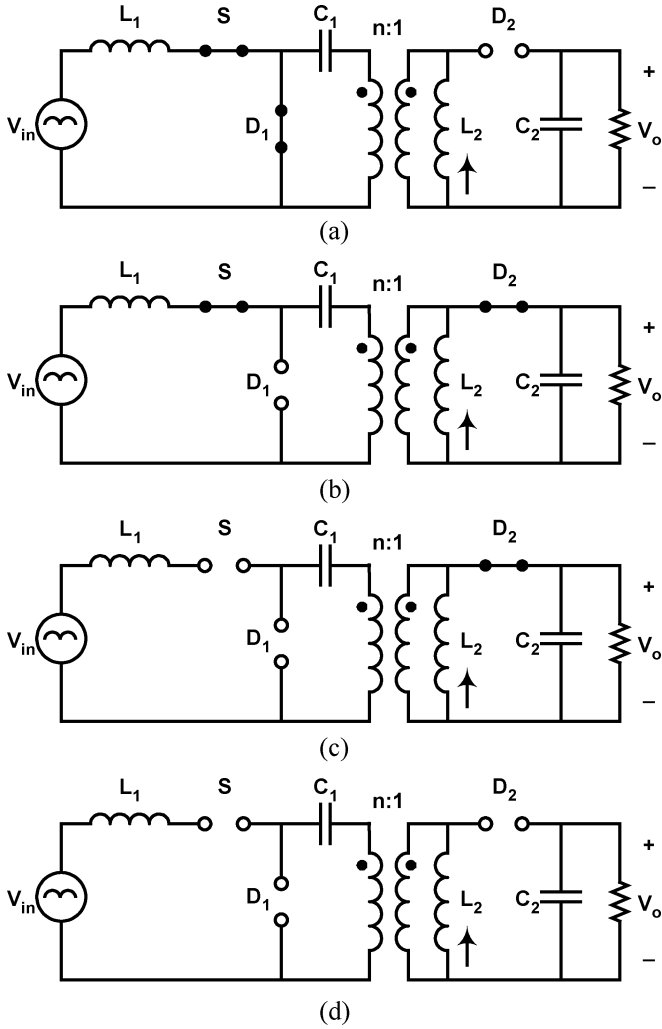 L1 S C1 n:1 D2
Vin D1 L2 C2 + Vo –
(a)
L1 S C1 n:1 D2
Vin D1 L2 C2 + Vo –
(b)
L1 S C1 n:1 D2
Vin D1 L2 C2 + Vo –
(c)
L1 S C1 n:1 D2
Vin D1 L2 C2 + Vo –
(d)